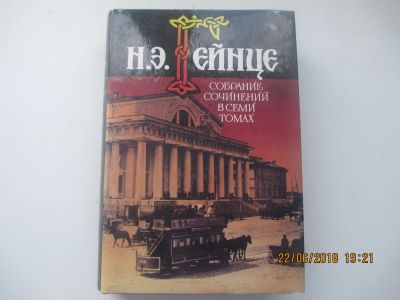 Н.Э. ГЕЙНЦЕ
СОБРАНИЕ
СОЧИНЕНИЙ
В СЕМИ
ТОМАХ
22/06/2018 19:21